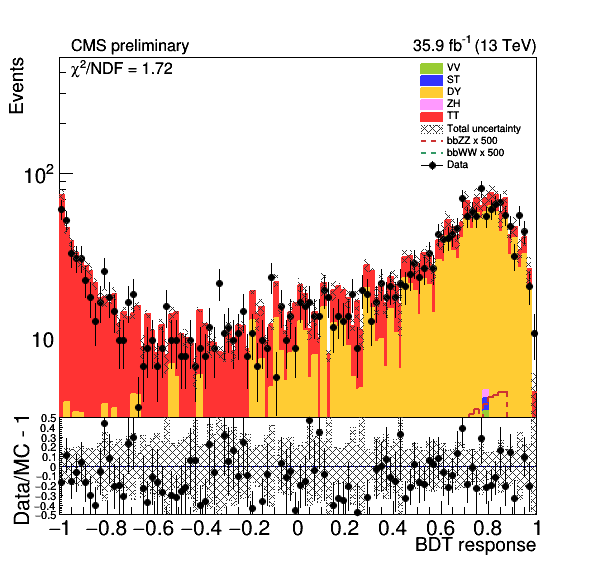 CMS preliminary
35.9 fb⁻¹ (13 TeV)
χ²/NDF = 1.72
Events
VV
ST
DY
ZH
TT
Total uncertainty
bbZZ x 500
bbWW x 500
Data
10²
10
Data/MC - 1
0.5
0.4
0.3
0.2
0.1
0
−0.1
−0.2
−0.3
−0.4
−0.5
−1 −0.8 −0.6 −0.4 −0.2 0 0.2 0.4 0.6 0.8 1
BDT response